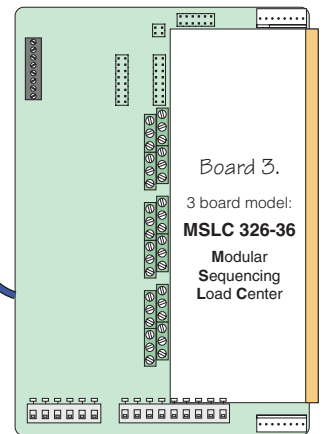 Board 3.
3 board model:
MSLC 326-36
Modular
Sequencing
Load Center